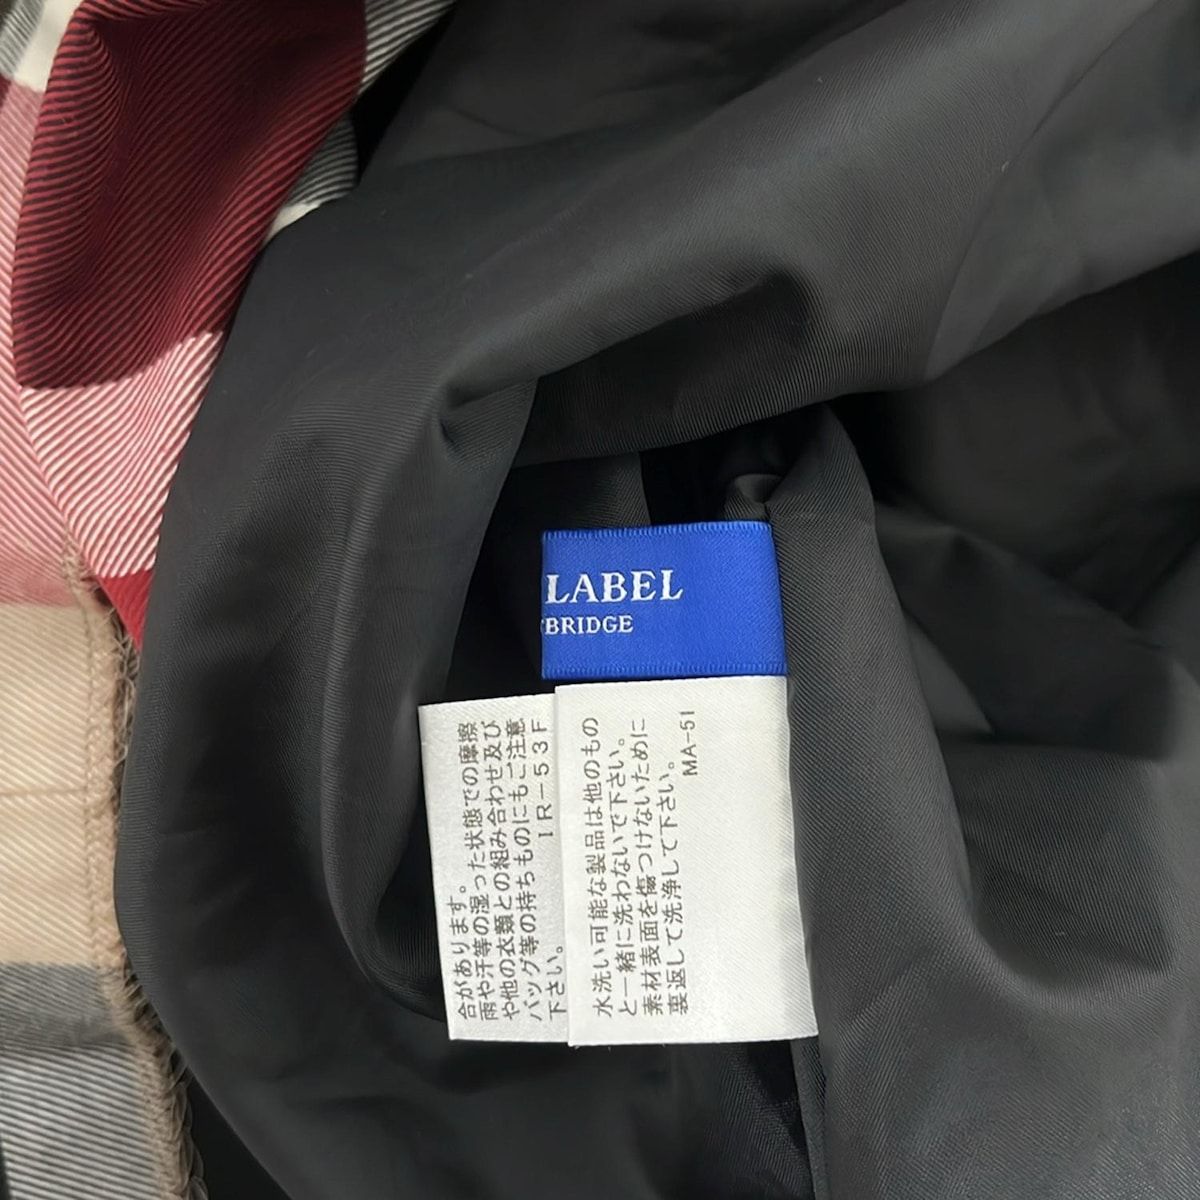 LABEL
BRIDGE
合があります。
雨や汗等の湿った状態での摩擦
や他の衣類との組み合わせ及び
バッグ等の持ちものにもご注意
下さい。
IR-53F
水洗い可能な製品は他のもの
と一緒に洗わないで下さい。
素材表面を傷つけないために
裏返して洗浄して下さい。
MA-51